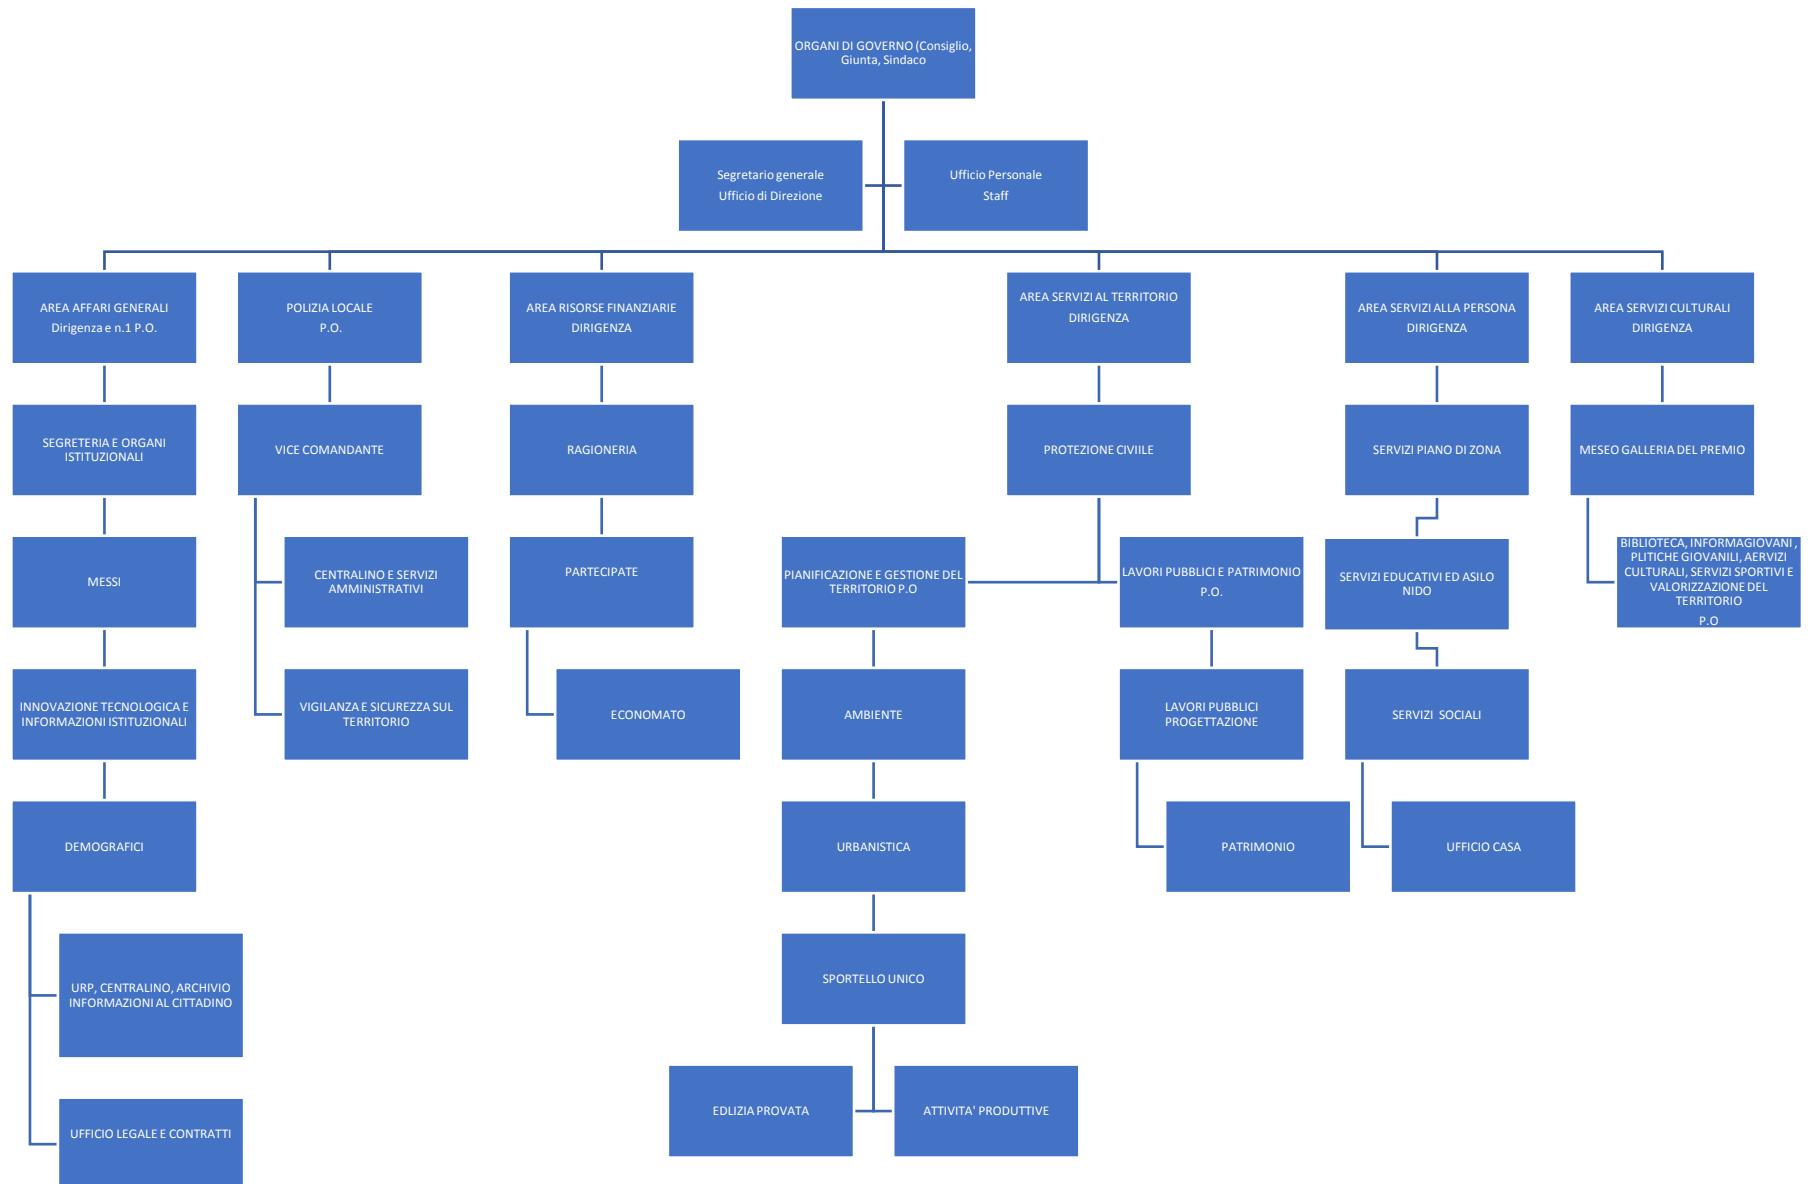 ORGANI DI GOVERNO (Consiglio,
Giunta, Sindaco
Segretario generale
Ufficio di Direzione
Ufficio Personale
Staff
AREA AFFARI GENERALI
Dirigenza e n.1 P.O.
POLIZIA LOCALE
P.O.
AREA RISORSE FINANZIARIE
DIRIGENZA
AREA SERVIZI AL TERRITORIO
DIRIGENZA
AREA SERVIZI ALLA PERSONA
DIRIGENZA
AREA SERVIZI CULTURALI
DIRIGENZA
SEGRETERIA E ORGANI
ISTITUZIONALI
VICE COMANDANTE
RAGIONERIA
PROTEZIONE CIVIILE
SERVIZI PIANO DI ZONA
MESEO GALLERIA DEL PREMIO
MESSI
CENTRALINO E SERVIZI
AMMINISTRATIVI
PARTECIPATE
PIANIFICAZIONE E GESTIONE DEL
TERRITORIO P.O
LAVORI PUBBLICI E PATRIMONIO
P.O.
SERVIZI EDUCATIVI ED ASILO
NIDO
BIBLIOTECA, INFORMAGIOVANI ,
PLITICHE GIOVANILI, AERVIZI
CULTURALI, SERVIZI SPORTIVI E
VALORIZZAZIONE DEL
TERRITORIO
P.O
INNOVAZIONE TECNOLOGICA E
INFORMAZIONI ISTITUZIONALI
VIGILANZA E SICUREZZA SUL
TERRITORIO
ECONOMATO
AMBIENTE
LAVORI PUBBLICI
PROGETTAZIONE
SERVIZI SOCIALI
DEMOGRAFICI
URBANISTICA
PATRIMONIO
UFFICIO CASA
URP, CENTRALINO, ARCHIVIO
INFORMAZIONI AL CITTADINO
SPORTELLO UNICO
UFFICIO LEGALE E CONTRATTI
EDLIZIA PROVATA
ATTIVITA' PRODUTTIVE